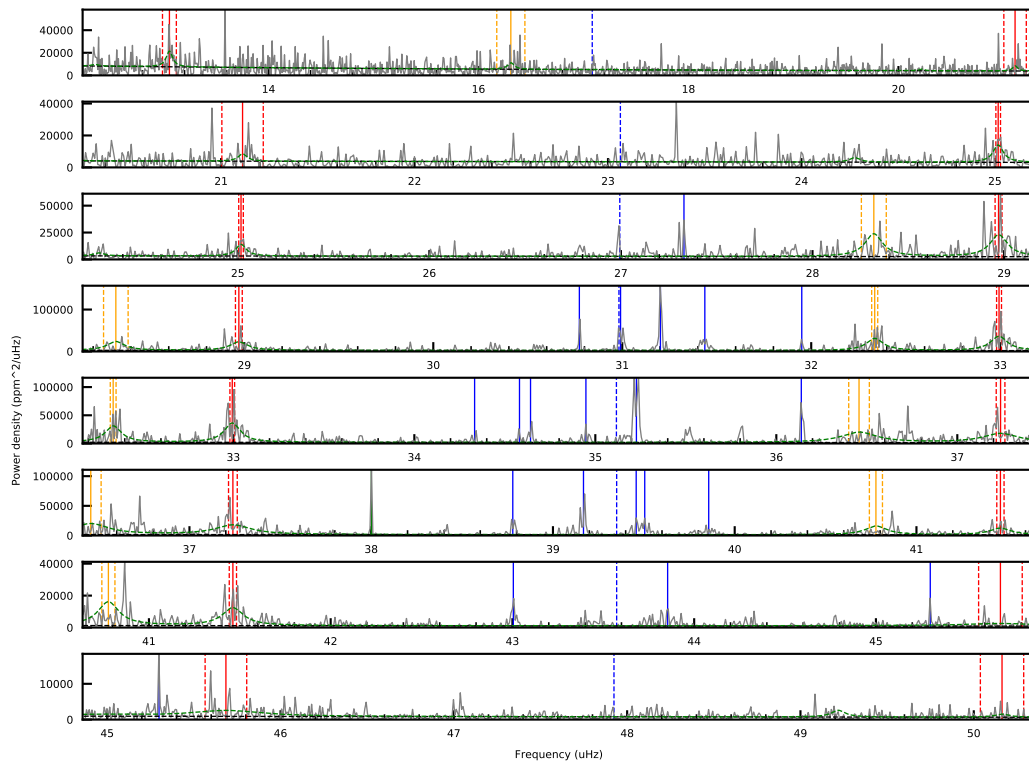 40000
20000
0
14 16 18 20
40000
20000
0
21 22 23 24 25
50000
25000
0
25 26 27 28 29
100000
0
29 30 31 32 33
100000
50000
0
33 34 35 36 37
Power density (ppm^2/uHz)
100000
50000
0
37 38 39 40 41
40000
20000
0
41 42 43 44 45
10000
0
45 46 47 48 49 50
Frequency (uHz)